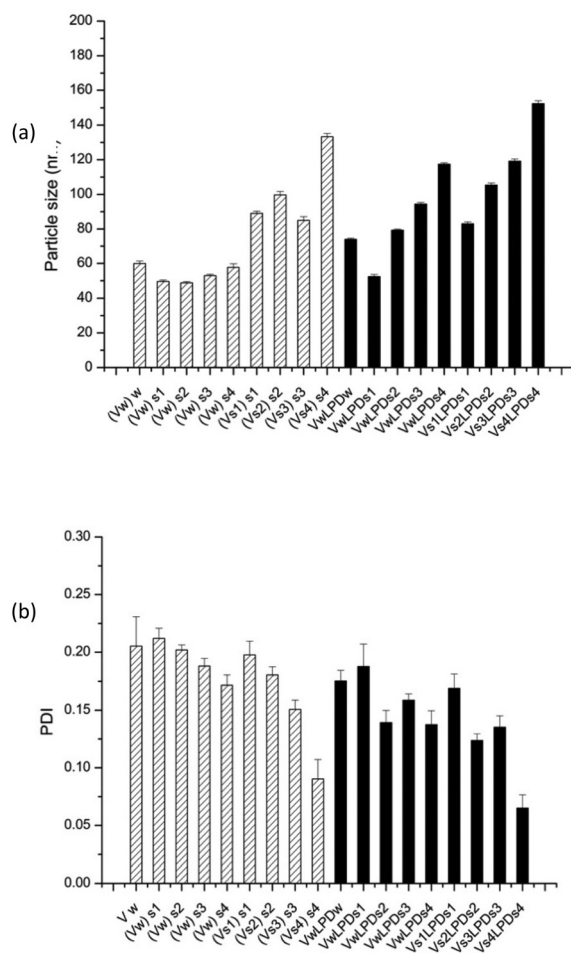 (a)
Particle size (nr..,
200
180
160
140
120
100
80
60
40
20
0
(Vw) w
(Vw) s1
(Vw) s2
(Vw) s3
(Vw) s4
(Vs1) s1
(Vs2) s2
(Vs3) s3
(Vs4) s4
VwLPDw
VwLPDs1
VwLPDs2
VwLPDs3
VwLPDs4
Vs1LPDs1
Vs2LPDs2
Vs3LPDs3
Vs4LPDs4
(b)
PDI
0.30
0.25
0.20
0.15
0.10
0.05
0.00
V w
(Vw) s1
(Vw) s2
(Vw) s3
(Vw) s4
(Vs1) s1
(Vs2) s2
(Vs3) s3
(Vs4) s4
VwLPDw
VwLPDs1
VwLPDs2
VwLPDs3
VwLPDs4
Vs1LPDs1
Vs2LPDs2
Vs3LPDs3
Vs4LPDs4